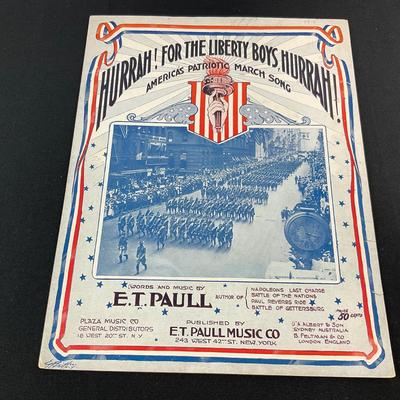 HURRAH! FOR THE LIBERTY BOYS, HURRAH!
AMERICA'S PATRIOTIC MARCH SONG
WORDS AND MUSIC BY
E.T. PAULL
AUTHOR OF
NAPOLEONS LAST CHARGE
BATTLE OF THE NATIONS
PAUL REVERES RIDE
BATTLE OF GETTYSBURG
PRICE
50 CENTS
PLAZA MUSIC CO
GENERAL DISTRIBUTORS
18 WEST 20TH ST. N.Y.
PUBLISHED BY
E.T. PAULL MUSIC CO
243 WEST 42ND ST. NEW YORK
J. ALBERT & SON
SYDNEY AUSTRALIA
B. FELTMAN & CO
LONDON, ENGLAND.